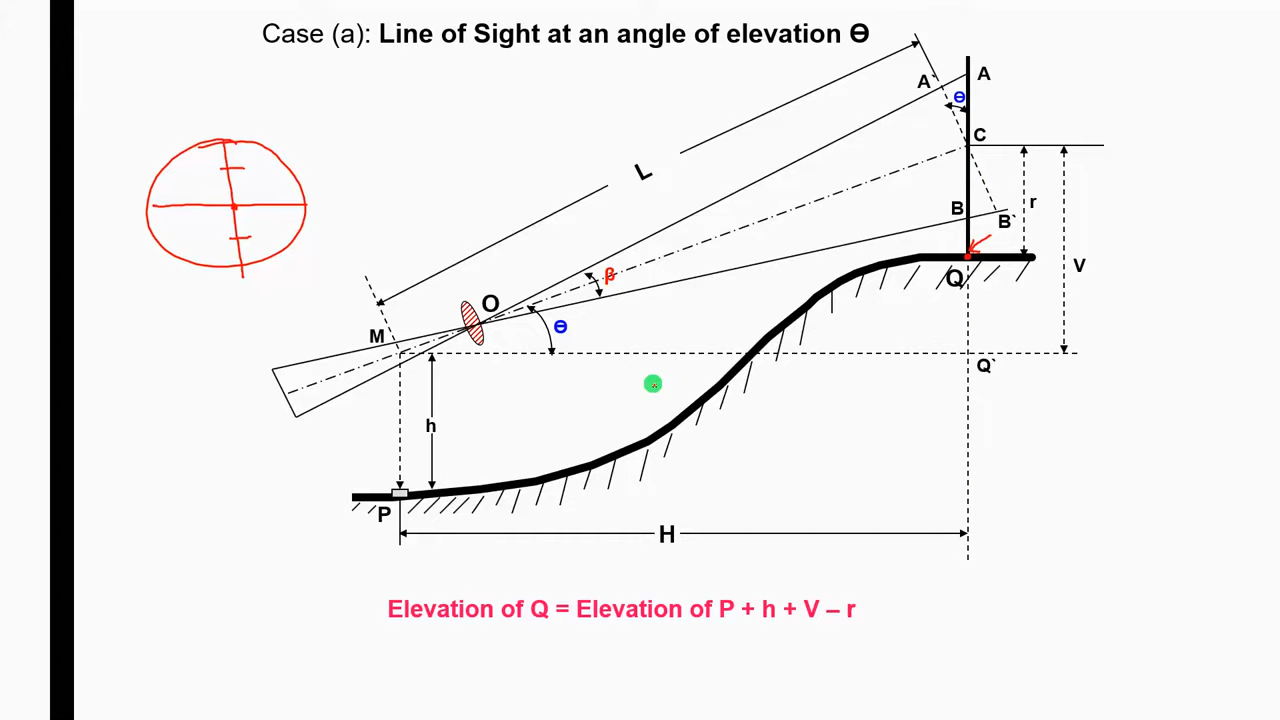 Case (a): Line of Sight at an angle of elevation Ɵ
A`
A
Ɵ
C
L
B
B`
r
V
Q
β
O
Ɵ
M
Q`
h
P
H
Elevation of Q = Elevation of P + h + V – r